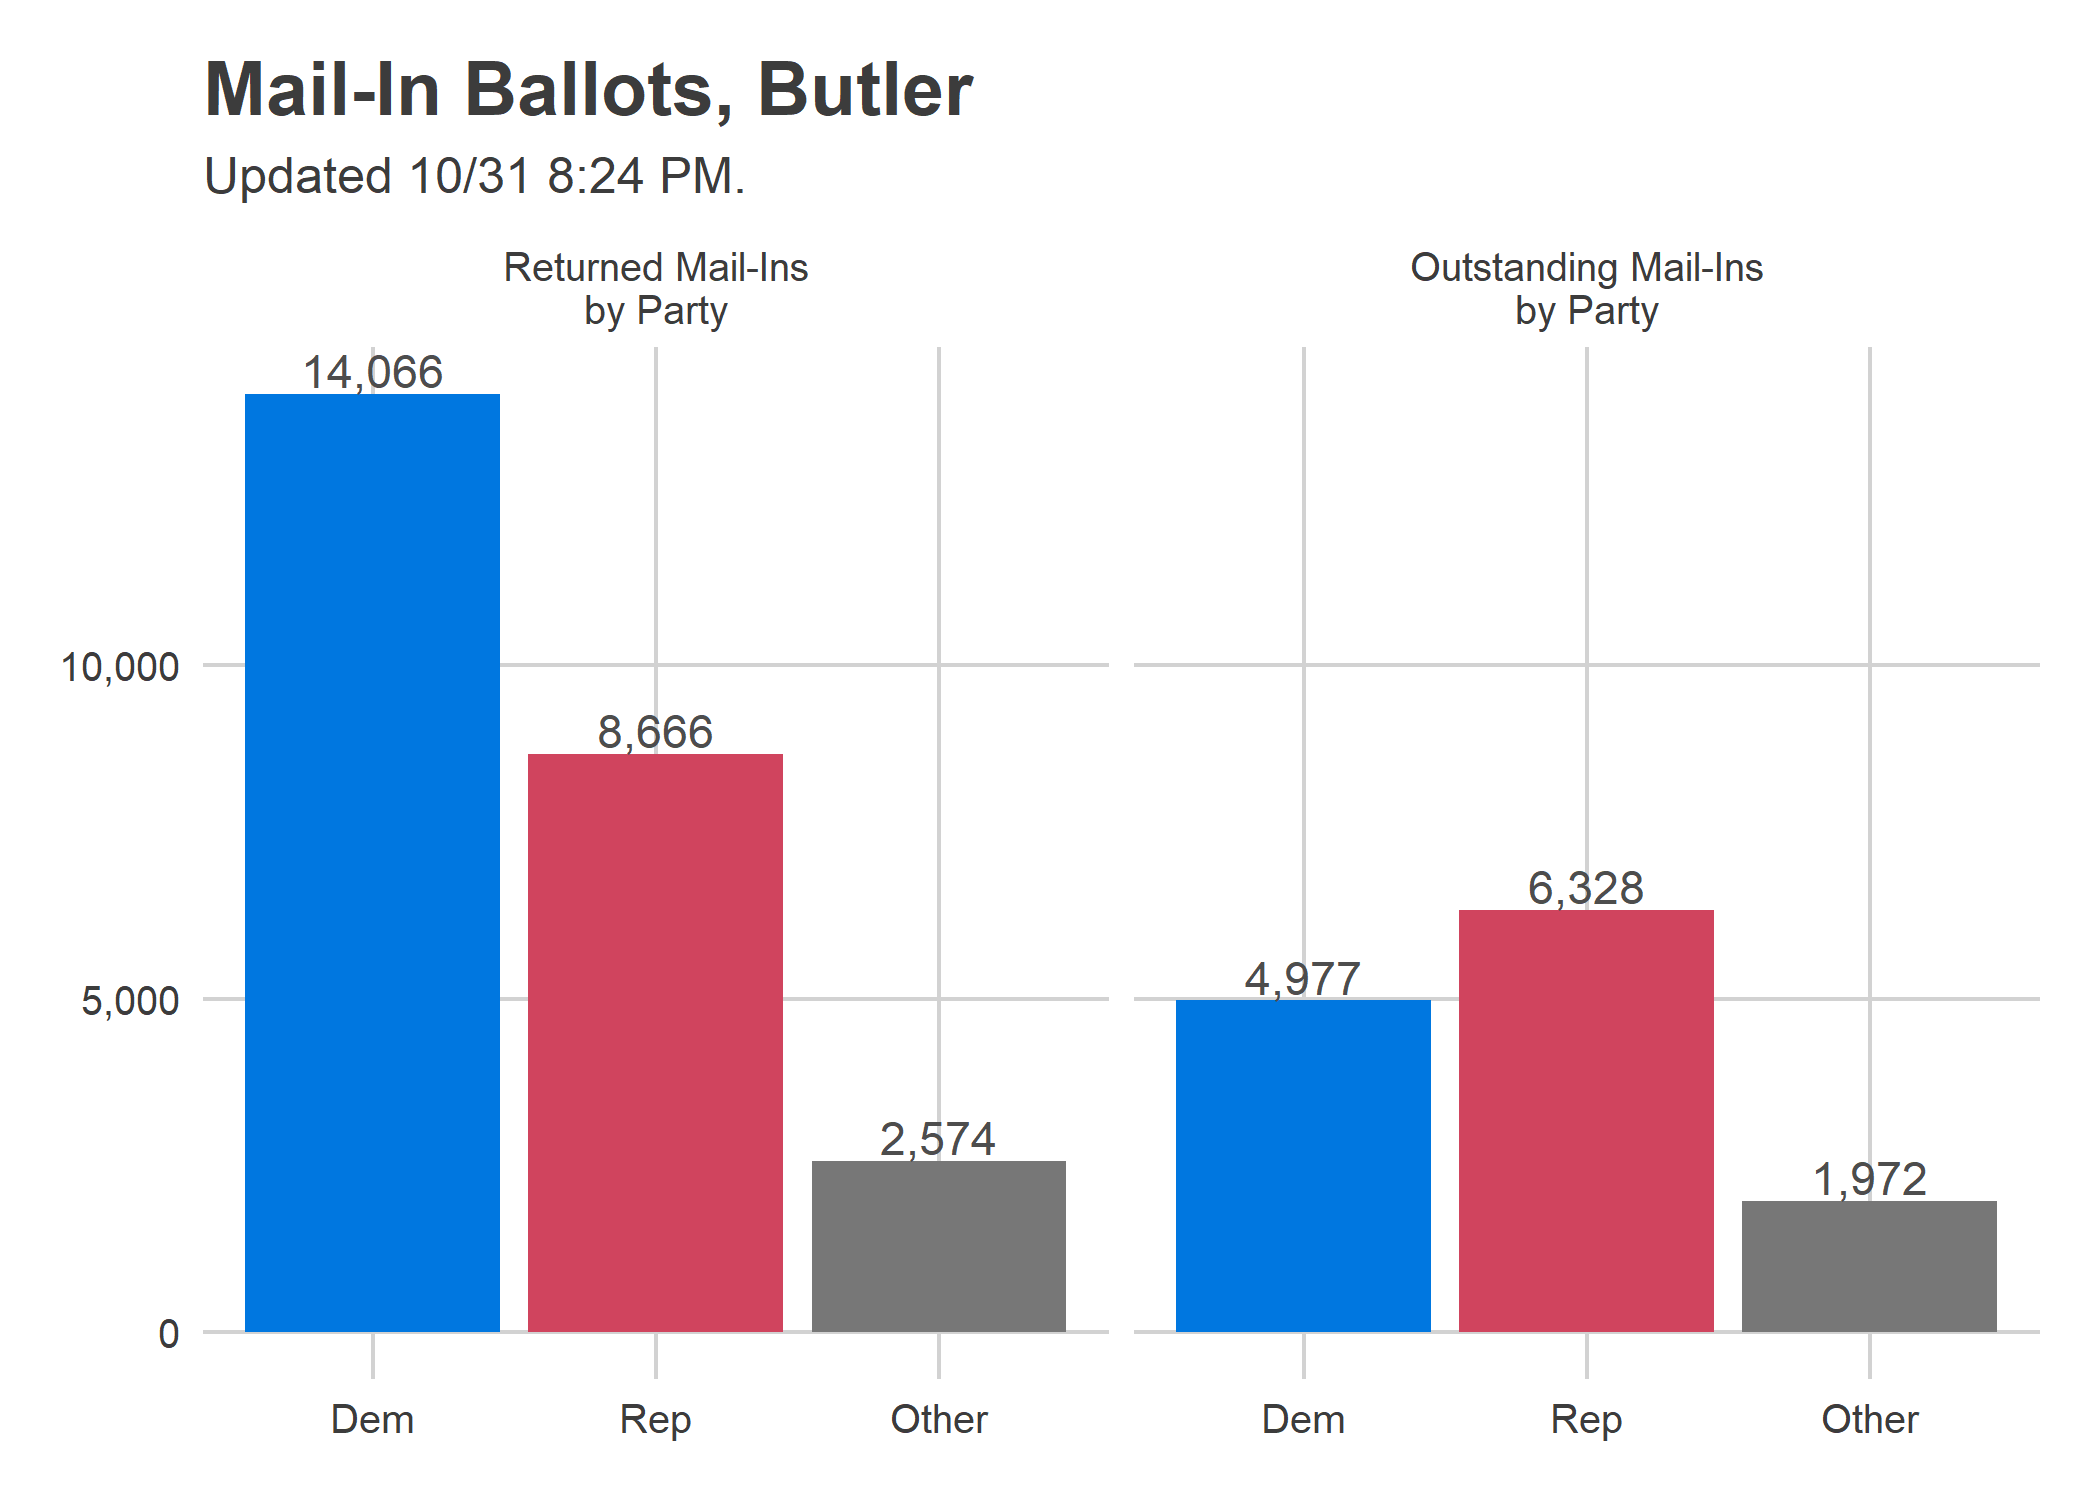 Mail-In Ballots, Butler
Updated 10/31 8:24 PM.
Returned Mail-Ins
by Party
14,066
8,666
2,574
10,000
5,000
0
Dem
Rep
Other
Outstanding Mail-Ins
by Party
4,977
6,328
1,972
Dem
Rep
Other